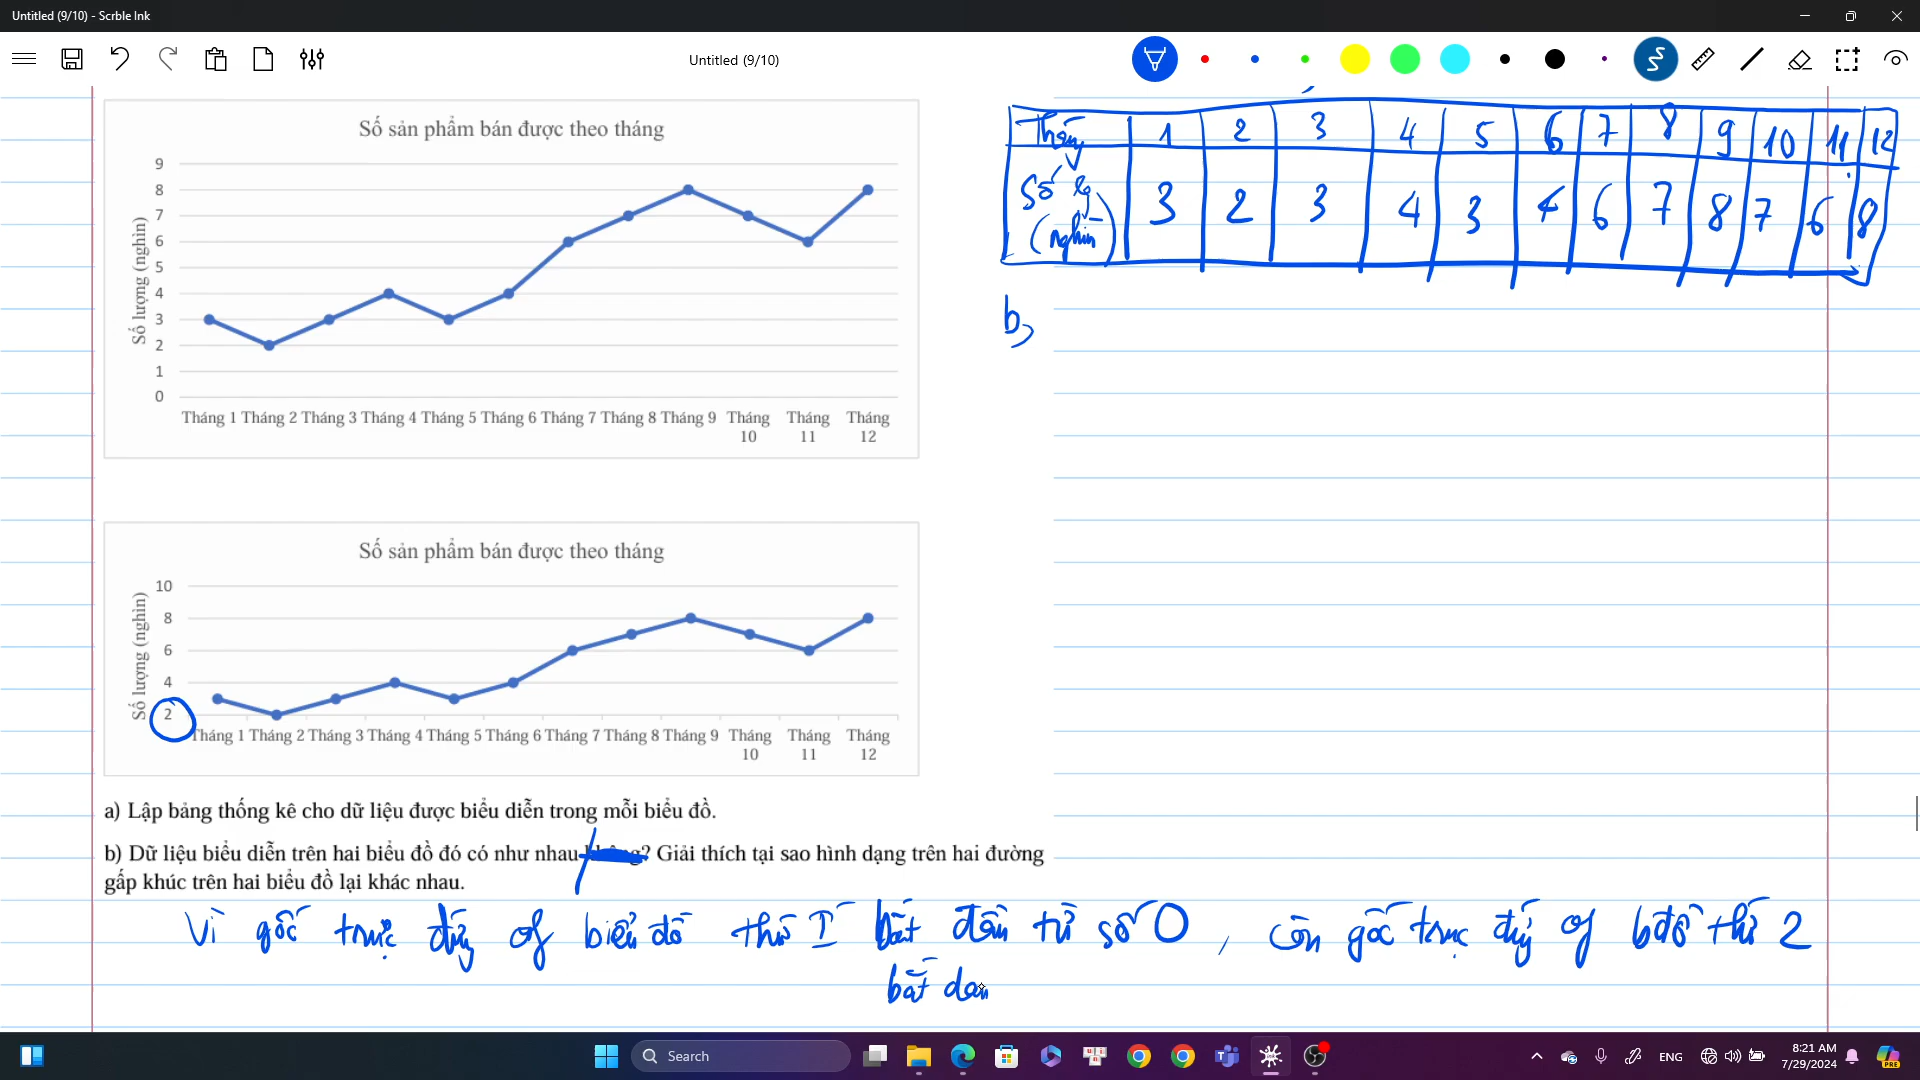 Untitled (9/10) - Scrble Ink
Untitled (9/10)
Số sản phẩm bán được theo tháng
Số lượng (nghìn)
9
8
7
6
5
4
3
2
1
0
Tháng 1 Tháng 2 Tháng 3 Tháng 4 Tháng 5 Tháng 6 Tháng 7 Tháng 8 Tháng 9 Tháng 10 Tháng 11 Tháng 12
Số sản phẩm bán được theo tháng
Số lượng (nghìn)
10
8
6
4
2
Tháng 1 Tháng 2 Tháng 3 Tháng 4 Tháng 5 Tháng 6 Tháng 7 Tháng 8 Tháng 9 Tháng 10 Tháng 11 Tháng 12
a) Lập bảng thống kê cho dữ liệu được biểu diễn trong mỗi biểu đồ.
b) Dữ liệu biểu diễn trên hai biểu đồ đó có như nhau không? Giải thích tại sao hình dạng trên hai đường
gấp khúc trên hai biểu đồ lại khác nhau.
Vì gốc trục đứng of biểu đồ thứ I bắt đầu từ số 0, còn gốc trục đứng of bđồ thứ 2
bắt
Tháng 1 2 3 4 5 6 7 8 9 10 11 12
Số lg (nghìn) 3 2 3 4 3 4 6 7 8 7 6 8
b,
Search
ENG
8:21 AM
7/29/2024
PRE